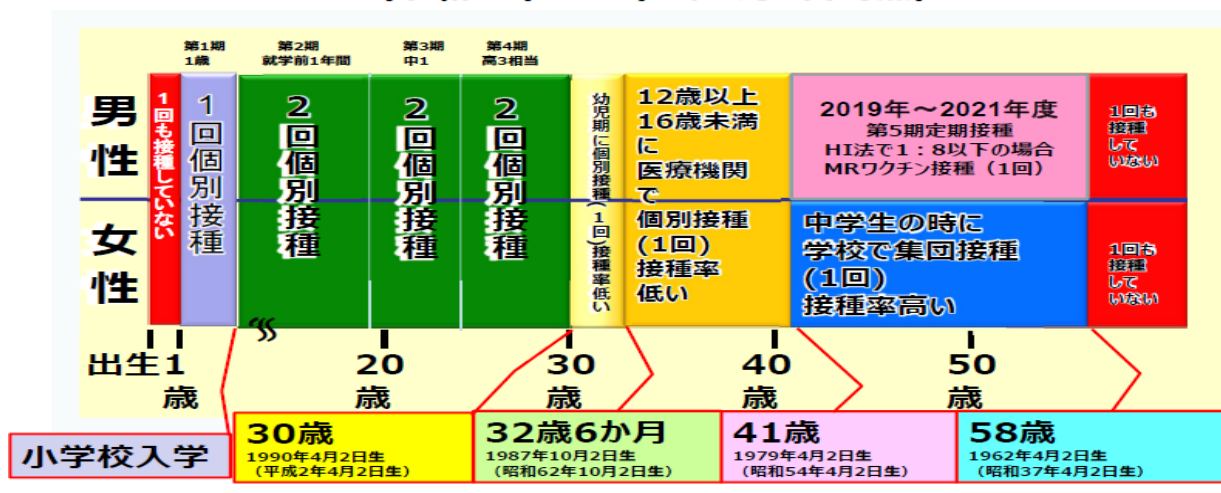 第1期
1歳
第2期
就学前1年間
第3期
中1
第4期
高3相当
男性
女性
1回も接種していない
1回個別接種
2回個別接種
2回個別接種
2回個別接種
幼児期に個別接種(1回)接種率低い
12歳以上
16歳未満
に
医療機関
で
個別接種
(1回)
接種率
低い
2019年～2021年度
第5期定期接種
HI法で1：8以下の場合
MRワクチン接種（1回）
中学生の時に
学校で集団接種
(1回)
接種率高い
1回も
接種
して
いない
1回も
接種
して
いない
出生
1歳
20歳
30歳
40歳
50歳
小学校入学
30歳
1990年4月2日生
（平成2年4月2日生）
32歳6か月
1987年10月2日生
（昭和62年10月2日生）
41歳
1979年4月2日生
（昭和54年4月2日生）
58歳
1962年4月2日生
（昭和37年4月2日生）